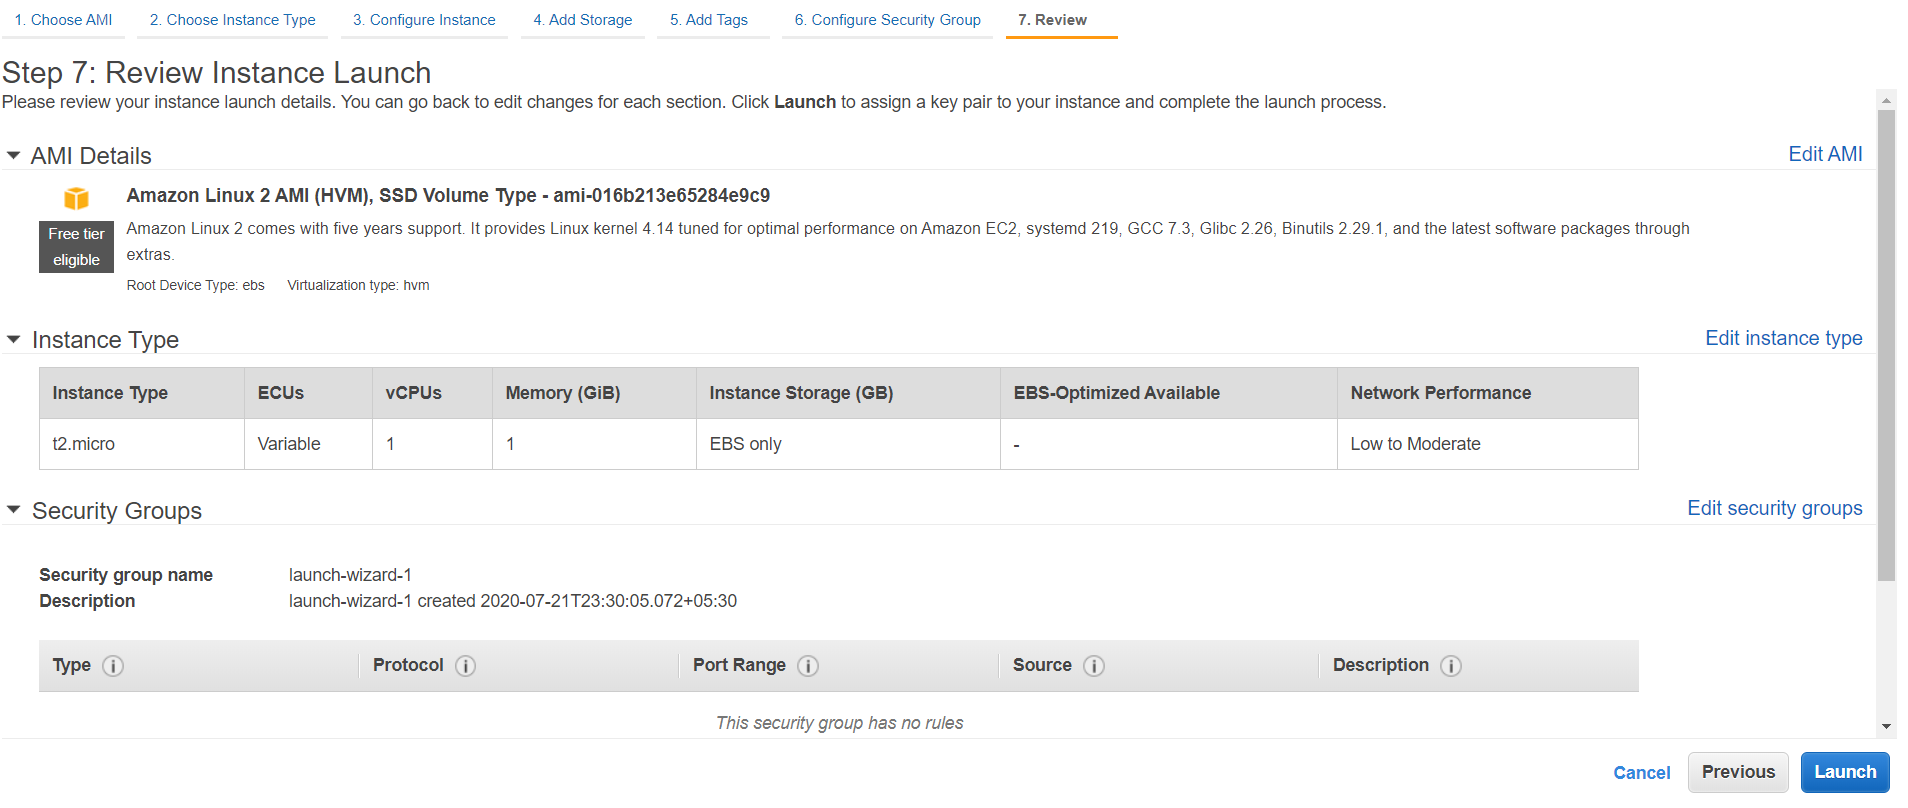 1. Choose AMI 2. Choose Instance Type 3. Configure Instance 4. Add Storage 5. Add Tags 6. Configure Security Group 7. Review
Step 7: Review Instance Launch
Please review your instance launch details. You can go back to edit changes for each section. Click Launch to assign a key pair to your instance and complete the launch process.
AMI Details Edit AMI
Amazon Linux 2 AMI (HVM), SSD Volume Type - ami-016b213e65284e9c9
Free tier
eligible
Amazon Linux 2 comes with five years support. It provides Linux kernel 4.14 tuned for optimal performance on Amazon EC2, systemd 219, GCC 7.3, Glibc 2.26, Binutils 2.29.1, and the latest software packages through
extras.
Root Device Type: ebs Virtualization type: hvm
Instance Type Edit instance type
Instance Type ECUs vCPUs Memory (GiB) Instance Storage (GB) EBS-Optimized Available Network Performance
t2.micro Variable 1 1 EBS only - Low to Moderate
Security Groups Edit security groups
Security group name launch-wizard-1
Description launch-wizard-1 created 2020-07-21T23:30:05.072+05:30
Type i Protocol i Port Range i Source i Description i
This security group has no rules
Cancel Previous Launch